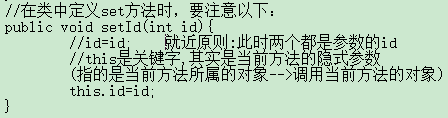 //在类中定义set方法时，要注意以下：
public void setId(int id){
//id=id; 就近原则:此时两个都是参数的id
//this是关键字,其实是当前方法的隐式参数
(指的是当前方法所属的对象-->调用当前方法的对象)
this.id=id;
}